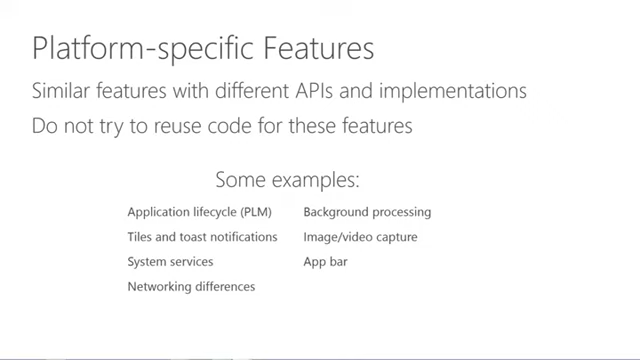 Platform-specific Features
Similar features with different APIs and implementations
Do not try to reuse code for these features
Some examples:
Application lifecycle (PLM)
Tiles and toast notifications
System services
Networking differences
Background processing
Image/video capture
App bar